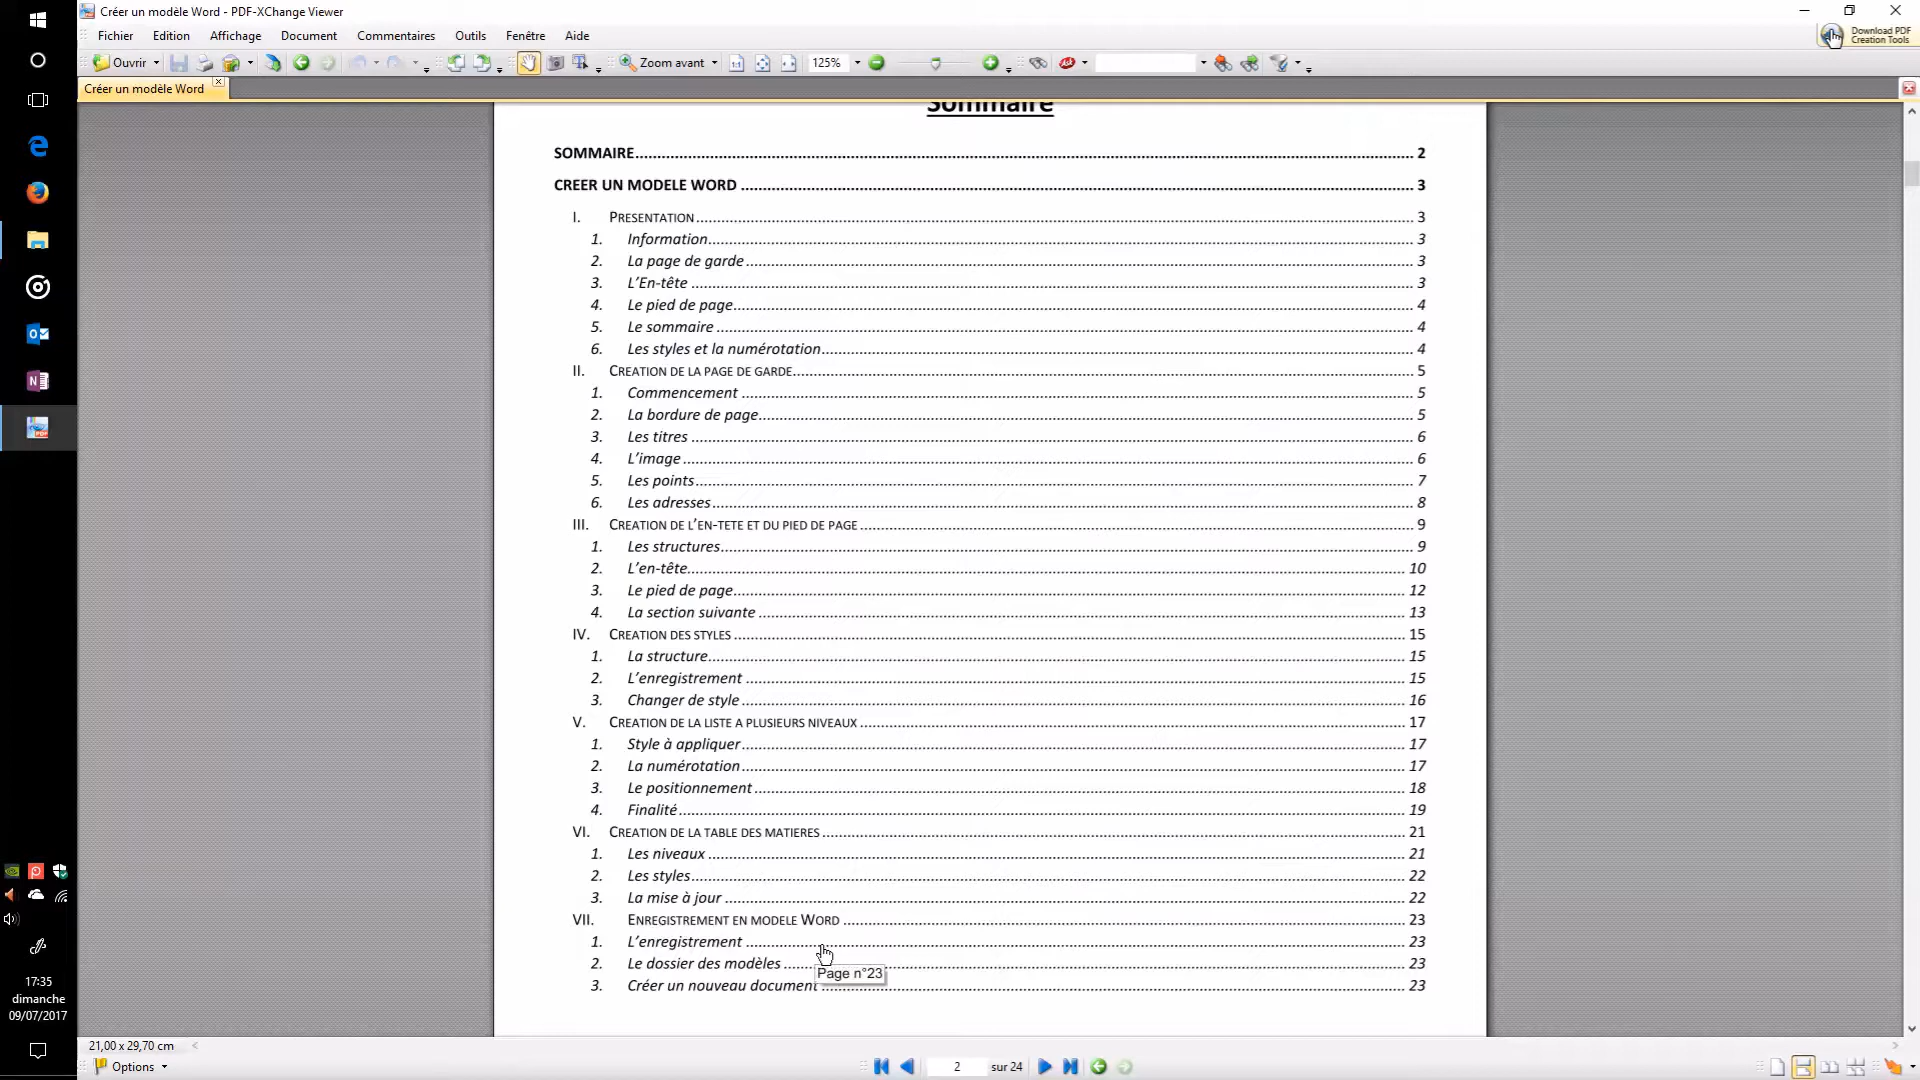 Créer un modèle Word - PDF-XChange Viewer
Fichier Edition Affichage Document Commentaires Outils Fenêtre Aide
Download PDF
Creation Tools
Ouvrir Zoom avant 125%
Créer un modèle Word
Sommaire
SOMMAIRE 2
CREER UN MODELE WORD 3
I. PRESENTATION 3
1. Information 3
2. La page de garde 3
3. L'En-tête 3
4. Le pied de page 4
5. Le sommaire 4
6. Les styles et la numérotation 4
II. CREATION DE LA PAGE DE GARDE 5
1. Commencement 5
2. La bordure de page 5
3. Les titres 6
4. L'image 6
5. Les points 7
6. Les adresses 8
III. CREATION DE L'EN-TETE ET DU PIED DE PAGE 9
1. Les structures 9
2. L'en-tête 10
3. Le pied de page 12
4. La section suivante 13
IV. CREATION DES STYLES 15
1. La structure 15
2. L'enregistrement 15
3. Changer de style 16
V. CREATION DE LA LISTE A PLUSIEURS NIVEAUX 17
1. Style à appliquer 17
2. La numérotation 17
3. Le positionnement 18
4. Finalité 19
VI. CREATION DE LA TABLE DES MATIERES 21
1. Les niveaux 21
2. Les styles 22
3. La mise à jour 22
VII. ENREGISTREMENT EN MODELE WORD 23
1. L'enregistrement 23
2. Le dossier des modèles 23
Page n°23
3. Créer un nouveau document 23
17:35
dimanche
09/07/2017
21,00 x 29,70 cm
Options 2 sur 24